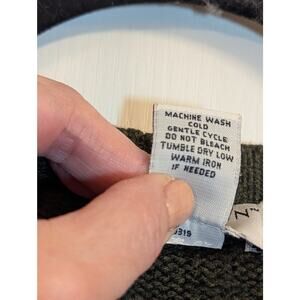 MACHINE WASH
COLD
GENTLE CYCLE
DO NOT BLEACH
TUMBLE DRY LOW
WARM IRON
IF NEEDED